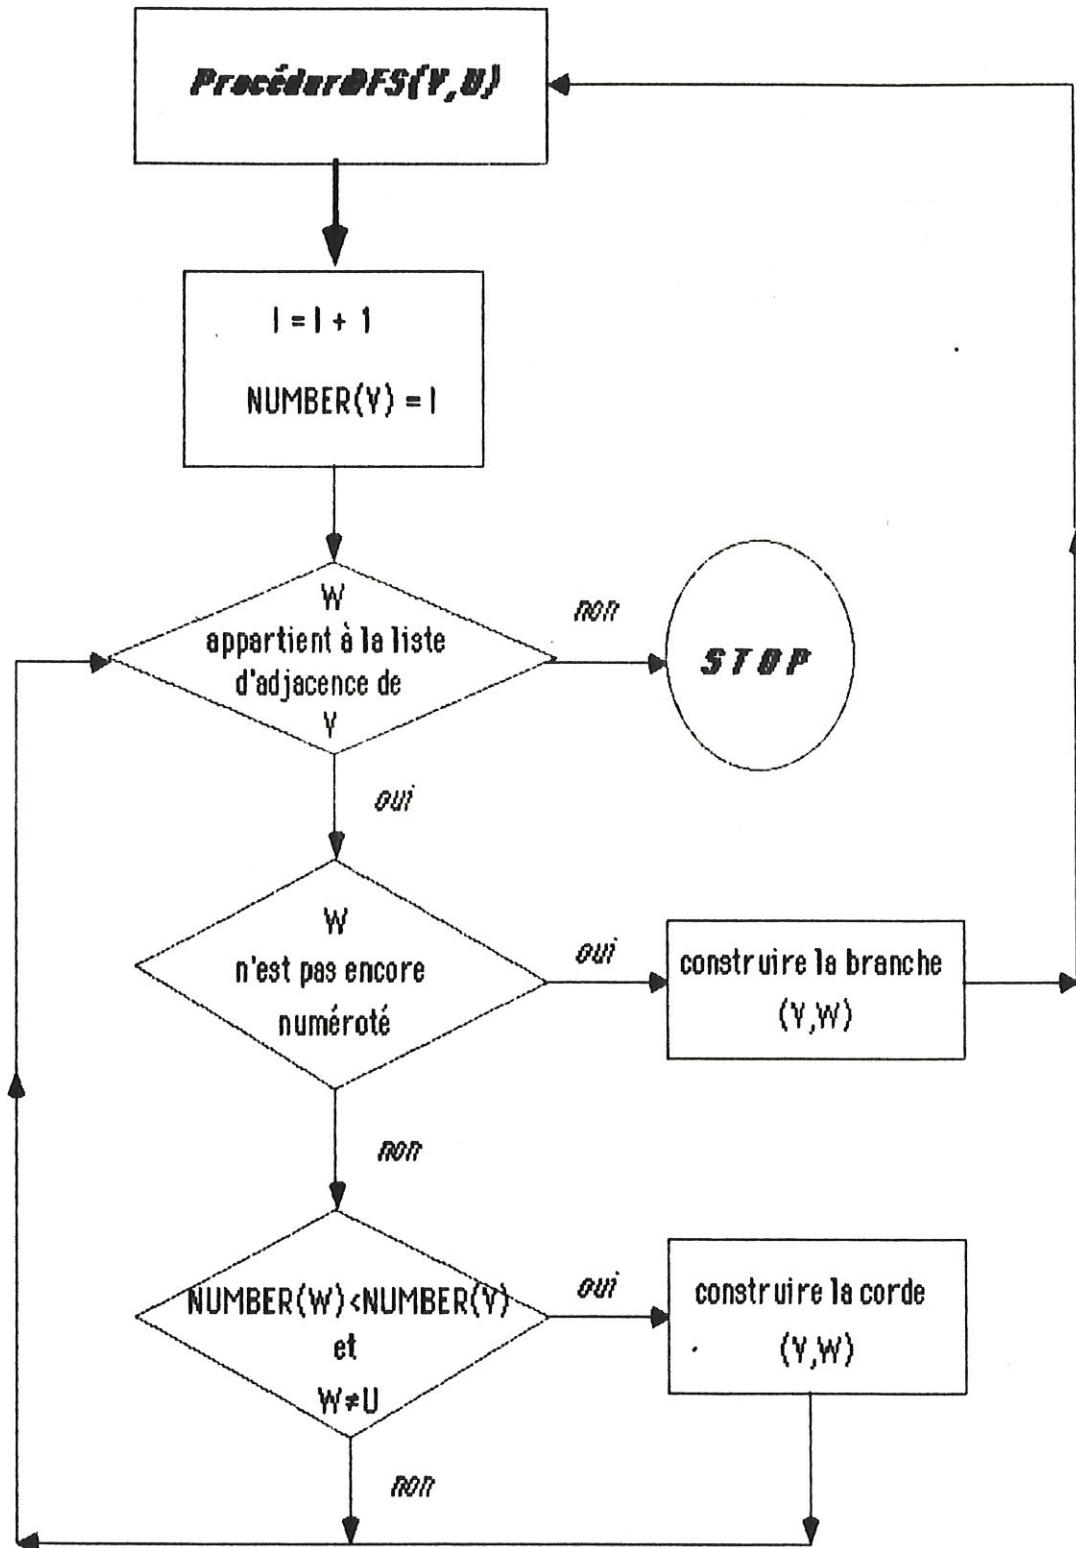 ProcédurDFS(V,U)
I = I + 1
NUMBER(V) = I
W
appartient à la liste
d'adjacence de
V
non
STOP
oui
W
n'est pas encore
numéroté
oui
construire la branche
(V,W)
non
NUMBER(W)<NUMBER(V)
et
W≠U
oui
construire la corde
(V,W)
non